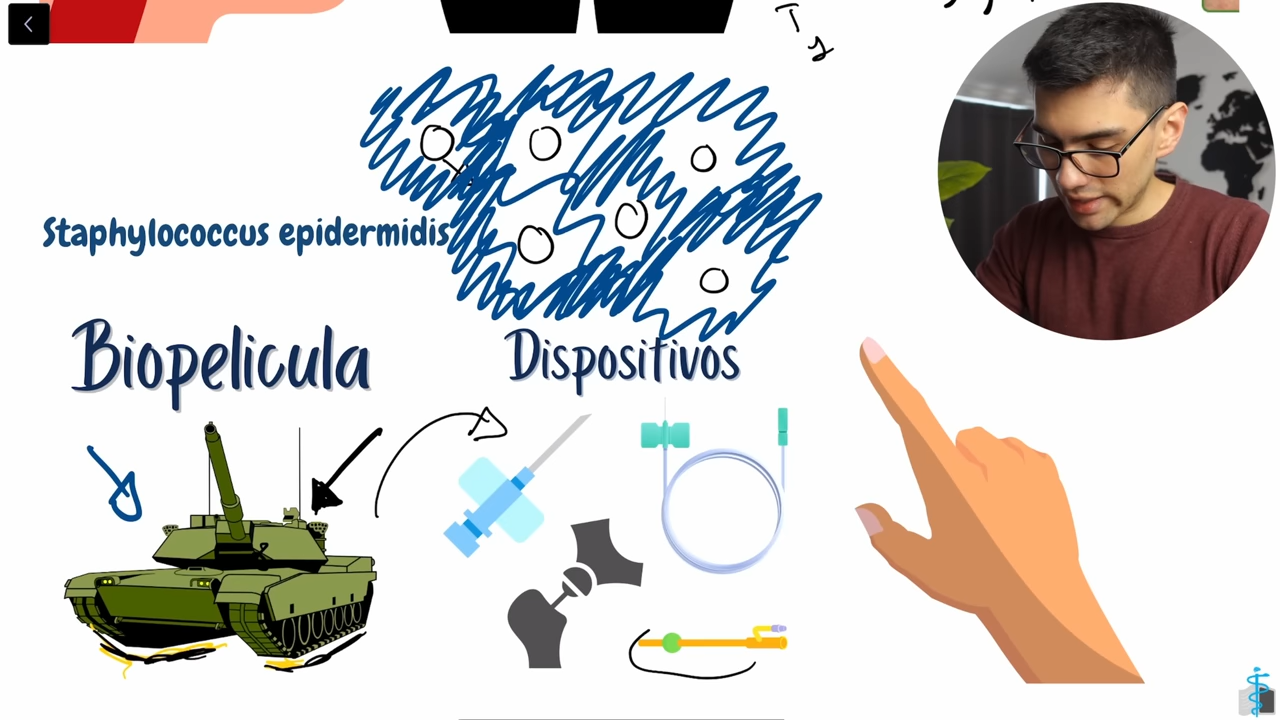 T
y
Staphylococcus epidermidis
Biopelicula
Dispositivos